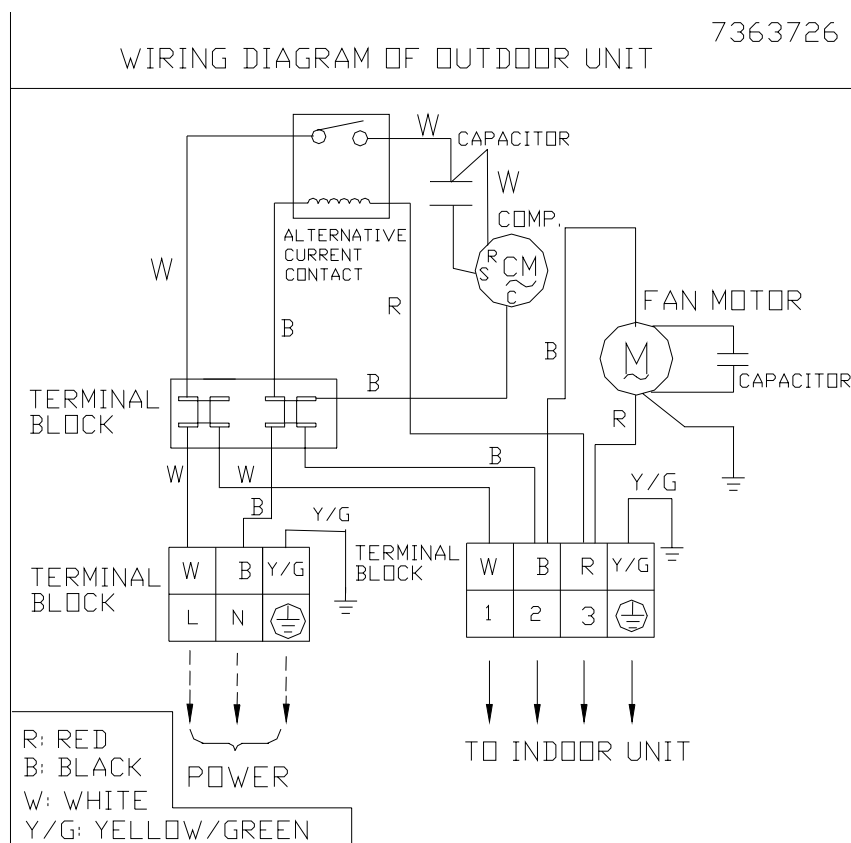 7363726
WIRING DIAGRAM OF OUTDOOR UNIT
W
CAPACITOR
W
COMP.
ALTERNATIVE
CURRENT
CONTACT
R
S
CM
C
W
R
FAN MOTOR
B
B
M
B
CAPACITOR
TERMINAL
BLOCK
R
B
W
W
Y/G
B
Y/G
TERMINAL
BLOCK
W B Y/G
L N
TERMINAL
BLOCK
W B R Y/G
1 2 3
TO INDOOR UNIT
POWER
R: RED
B: BLACK
W: WHITE
Y/G: YELLOW/GREEN